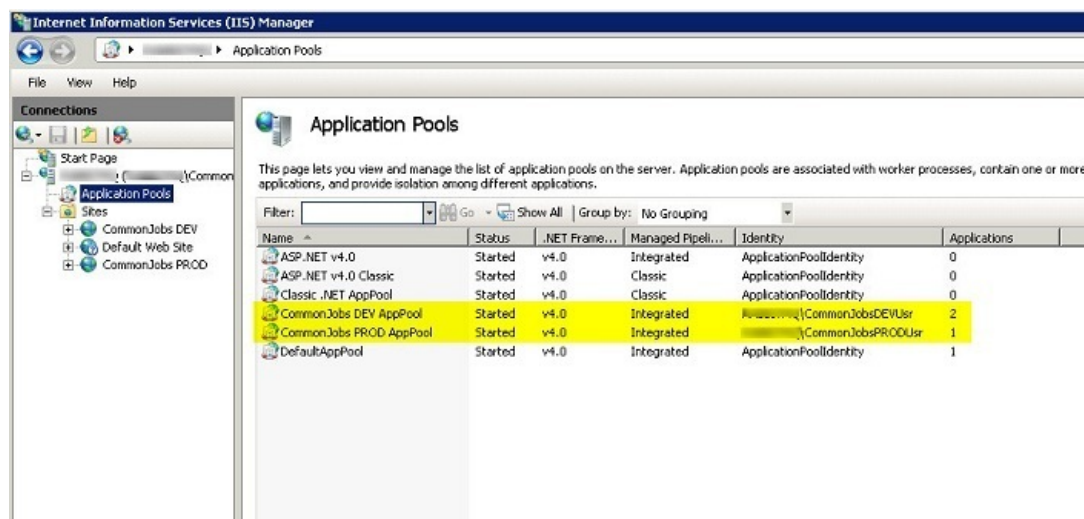 Internet Information Services (IIS) Manager
Application Pools
File View Help
Connections
Start Page
\Common
Application Pools
Sites
CommonJobs DEV
Default Web Site
CommonJobs PROD
Application Pools
This page lets you view and manage the list of application pools on the server. Application pools are associated with worker processes, contain one or more
applications, and provide isolation among different applications.
Filter: Go Show All Group by: No Grouping
Name Status .NET Frame... Managed Pipeli... Identity Applications
ASP.NET v4.0 Started v4.0 Integrated ApplicationPoolIdentity 0
ASP.NET v4.0 Classic Started v4.0 Classic ApplicationPoolIdentity 0
Classic .NET AppPool Started v4.0 Classic ApplicationPoolIdentity 0
CommonJobs DEV AppPool Started v4.0 Integrated \CommonJobsDEVUsr 2
CommonJobs PROD AppPool Started v4.0 Integrated \CommonJobsPRODUsr 1
DefaultAppPool Started v4.0 Integrated ApplicationPoolIdentity 1